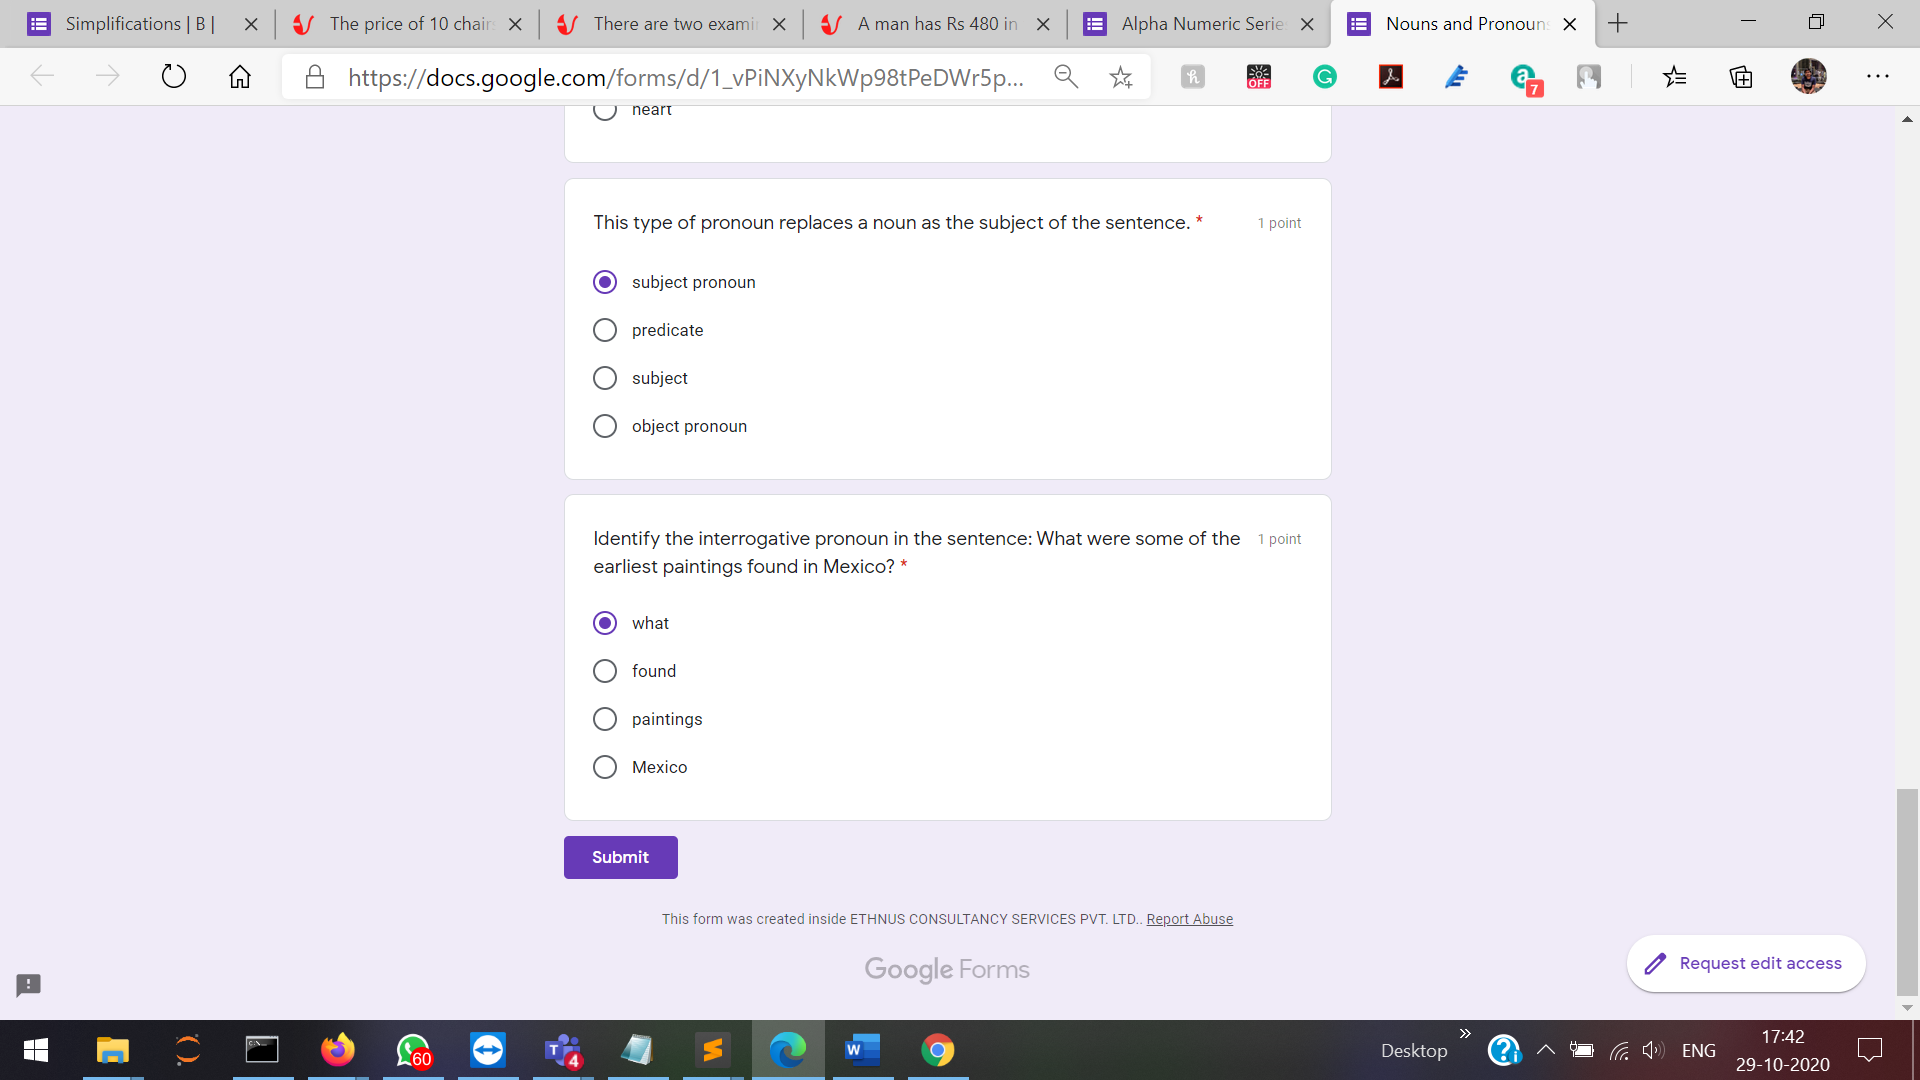 Simplifications | B |
The price of 10 chair
There are two exami
A man has Rs 480 in
Alpha Numeric Serie
Nouns and Pronoun
https://docs.google.com/forms/d/1_vPiNXyNkWp98tPeDWr5p...
OFF
7
heart
This type of pronoun replaces a noun as the subject of the sentence. *
1 point
subject pronoun
predicate
subject
object pronoun
Identify the interrogative pronoun in the sentence: What were some of the
earliest paintings found in Mexico? *
1 point
what
found
paintings
Mexico
Submit
This form was created inside ETHNUS CONSULTANCY SERVICES PVT. LTD.. Report Abuse
Google Forms
Request edit access
60
4
Desktop
ENG
17:42
29-10-2020